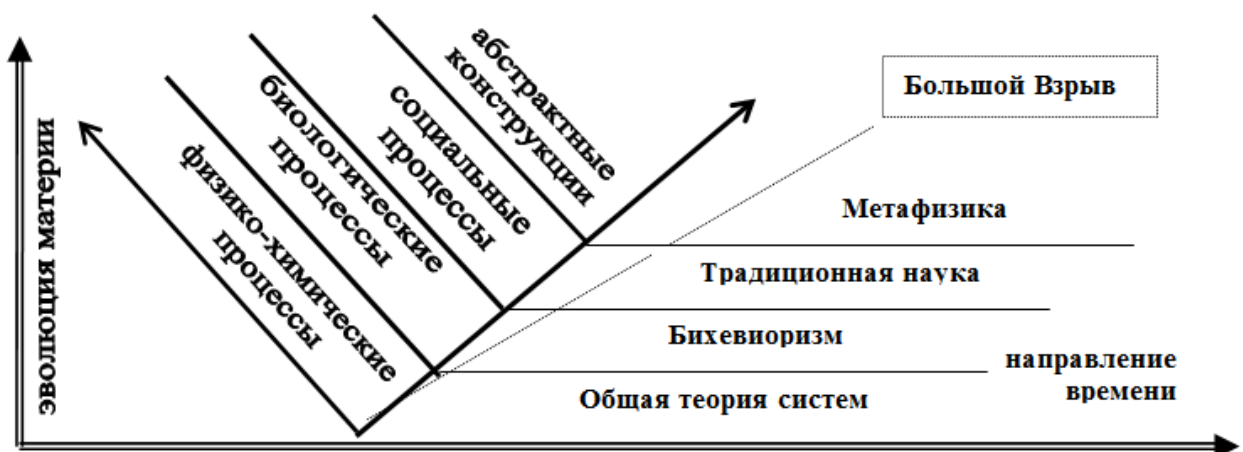 эволюция материи
физико-химические
процессы
биологические
процессы
социальные
процессы
абстрактные
конструкции
Большой Взрыв
Метафизика
Традиционная наука
Бихевиоризм
Общая теория систем
направление
времени